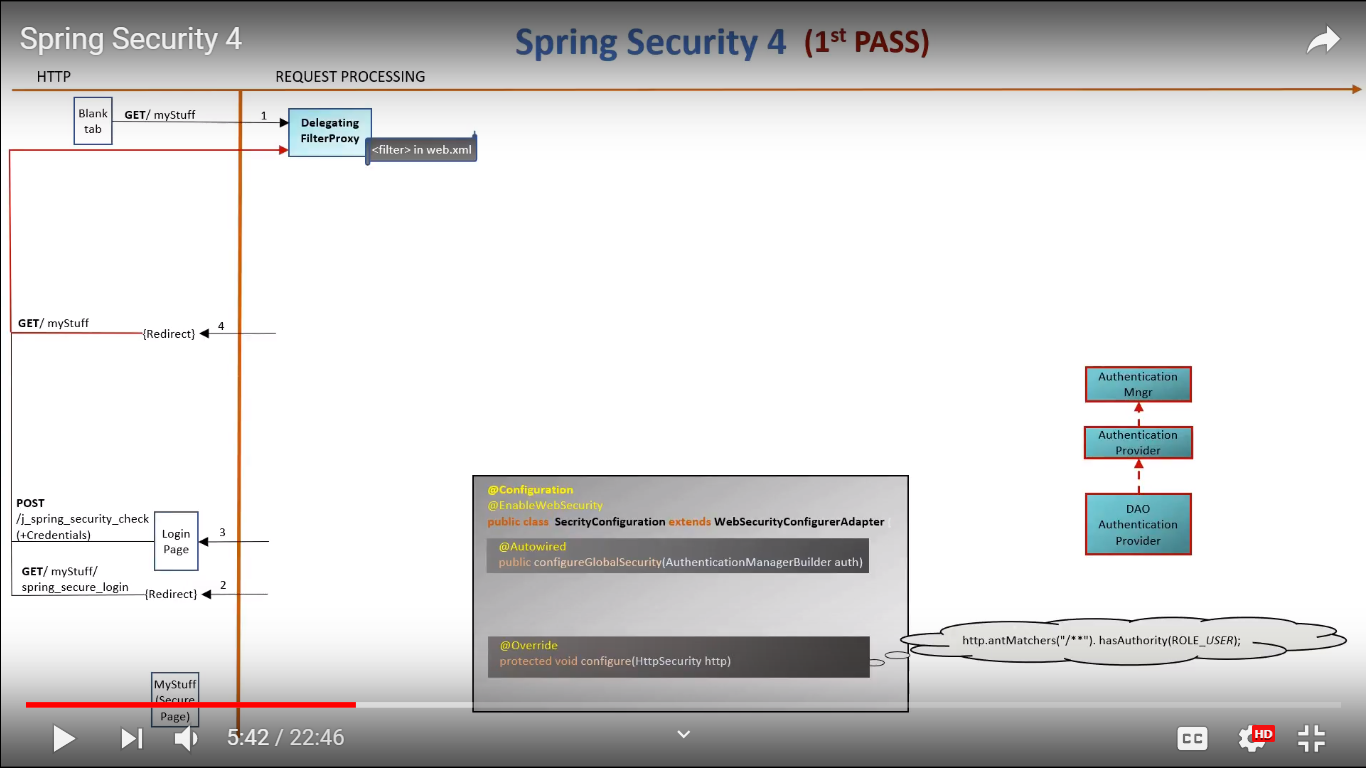 Spring Security 4
Spring Security 4 (1st PASS)
HTTP
REQUEST PROCESSING
Blank
tab
GET/ myStuff
1
Delegating
FilterProxy
<filter> in web.xml
GET/ myStuff
{Redirect}
4
Authentication
Mngr
Authentication
Provider
DAO
Authentication
Provider
POST
/j_spring_security_check
(+Credentials)
Login
Page
3
GET/ myStuff/
spring_secure_login
{Redirect}
2
@Configuration
@EnableWebSecurity
public class SecrityConfiguration extends WebSecurityConfigurerAdapter
@Autowired
public configureGlobalSecurity(AuthenticationManagerBuilder auth)
@Override
protected void configure(HttpSecurity http)
http.antMatchers("/**"). hasAuthority(ROLE_USER);
MyStuff
(Secure
Page)
5:42 / 22:46
CC
HD